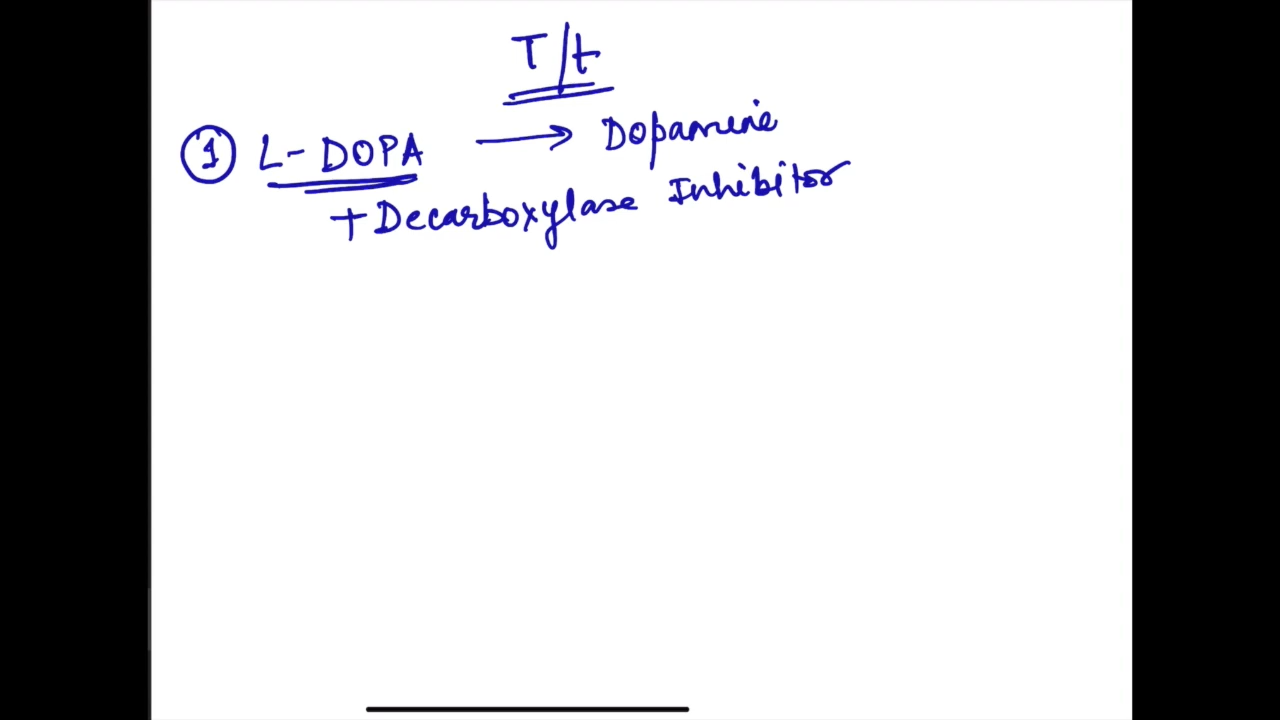 T/t
① L-DOPA → Dopamine
+ Decarboxylase Inhibitor